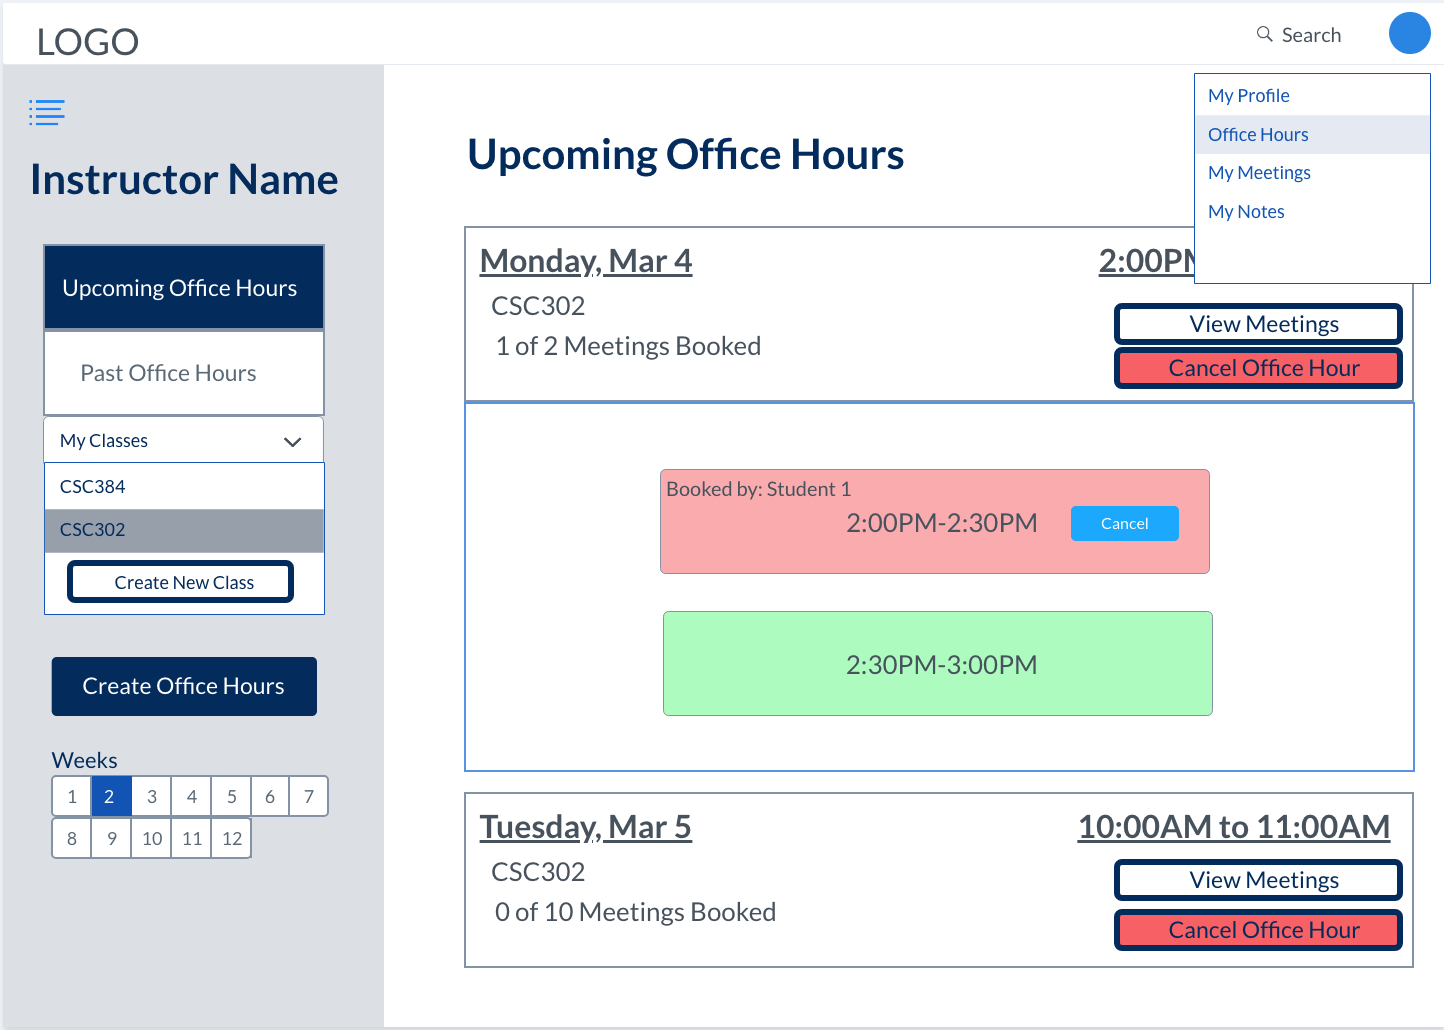 LOGO
Search
My Profile
Office Hours
My Meetings
My Notes
Instructor Name
Upcoming Office Hours
Past Office Hours
My Classes
CSC384
CSC302
Create New Class
Create Office Hours
Weeks
1 2 3 4 5 6 7
8 9 10 11 12
Upcoming Office Hours
Monday, Mar 4
2:00PM
CSC302
1 of 2 Meetings Booked
View Meetings
Cancel Office Hour
Booked by: Student 1
2:00PM-2:30PM
Cancel
2:30PM-3:00PM
Tuesday, Mar 5
10:00AM to 11:00AM
CSC302
0 of 10 Meetings Booked
View Meetings
Cancel Office Hour